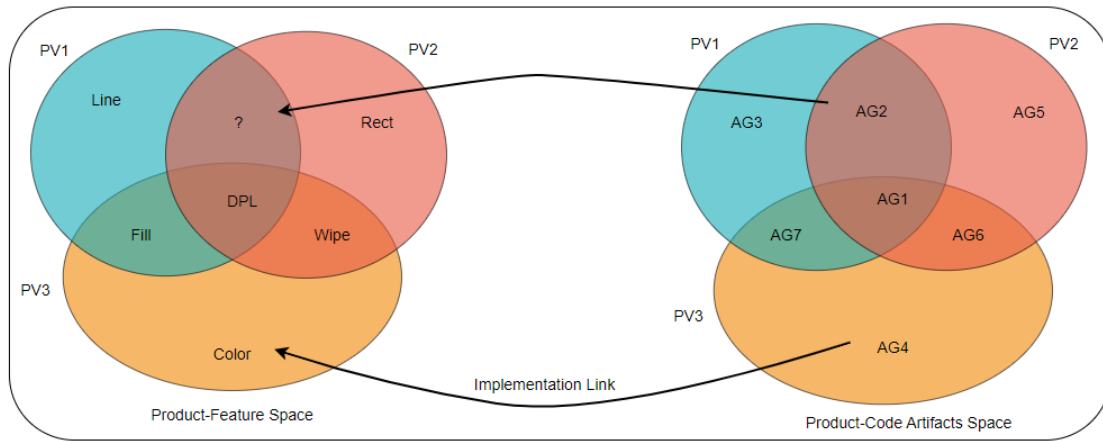 PV1
PV2
Line
?
Rect
DPL
Fill
Wipe
PV3
Color
Product-Feature Space
Implementation Link
PV1
PV2
AG3
AG2
AG5
AG1
AG7
AG6
PV3
AG4
Product-Code Artifacts Space